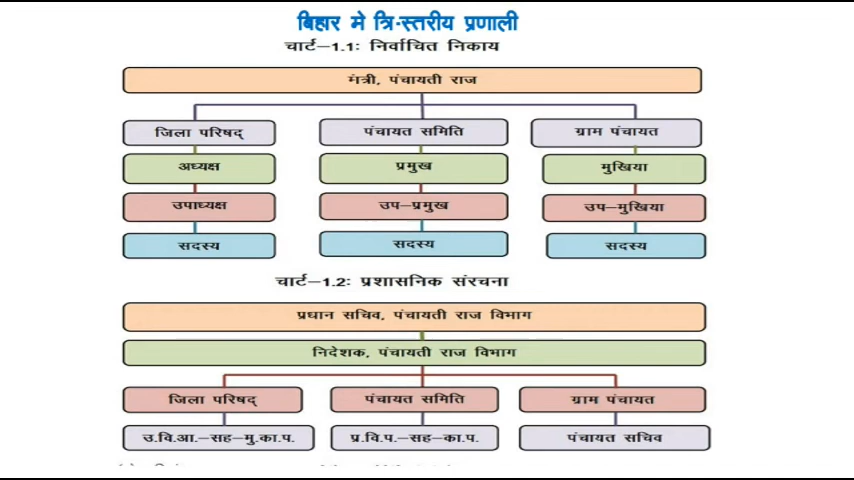 बिहार मे त्रि-स्तरीय प्रणाली
चार्ट–1.1: निर्वाचित निकाय
मंत्री, पंचायती राज
जिला परिषद् पंचायत समिति ग्राम पंचायत
अध्यक्ष प्रमुख मुखिया
उपाध्यक्ष उप–प्रमुख उप–मुखिया
सदस्य सदस्य सदस्य
चार्ट–1.2: प्रशासनिक संरचना
प्रधान सचिव, पंचायती राज विभाग
निदेशक, पंचायती राज विभाग
जिला परिषद् पंचायत समिति ग्राम पंचायत
उ.वि.आ.–सह–मु.का.प. प्र.वि.प.–सह–का.प. पंचायत सचिव